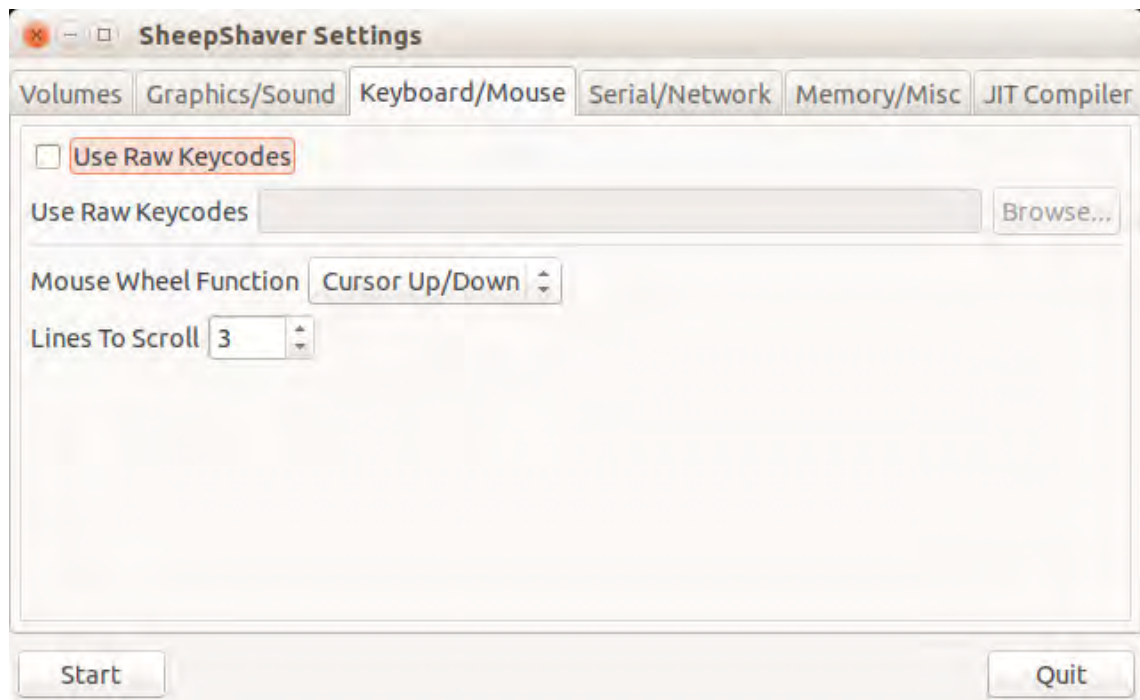 SheepShaver Settings
Volumes Graphics/Sound Keyboard/Mouse Serial/Network Memory/Misc JIT Compiler
Use Raw Keycodes
Use Raw Keycodes Browse...
Mouse Wheel Function Cursor Up/Down
Lines To Scroll 3
Start Quit